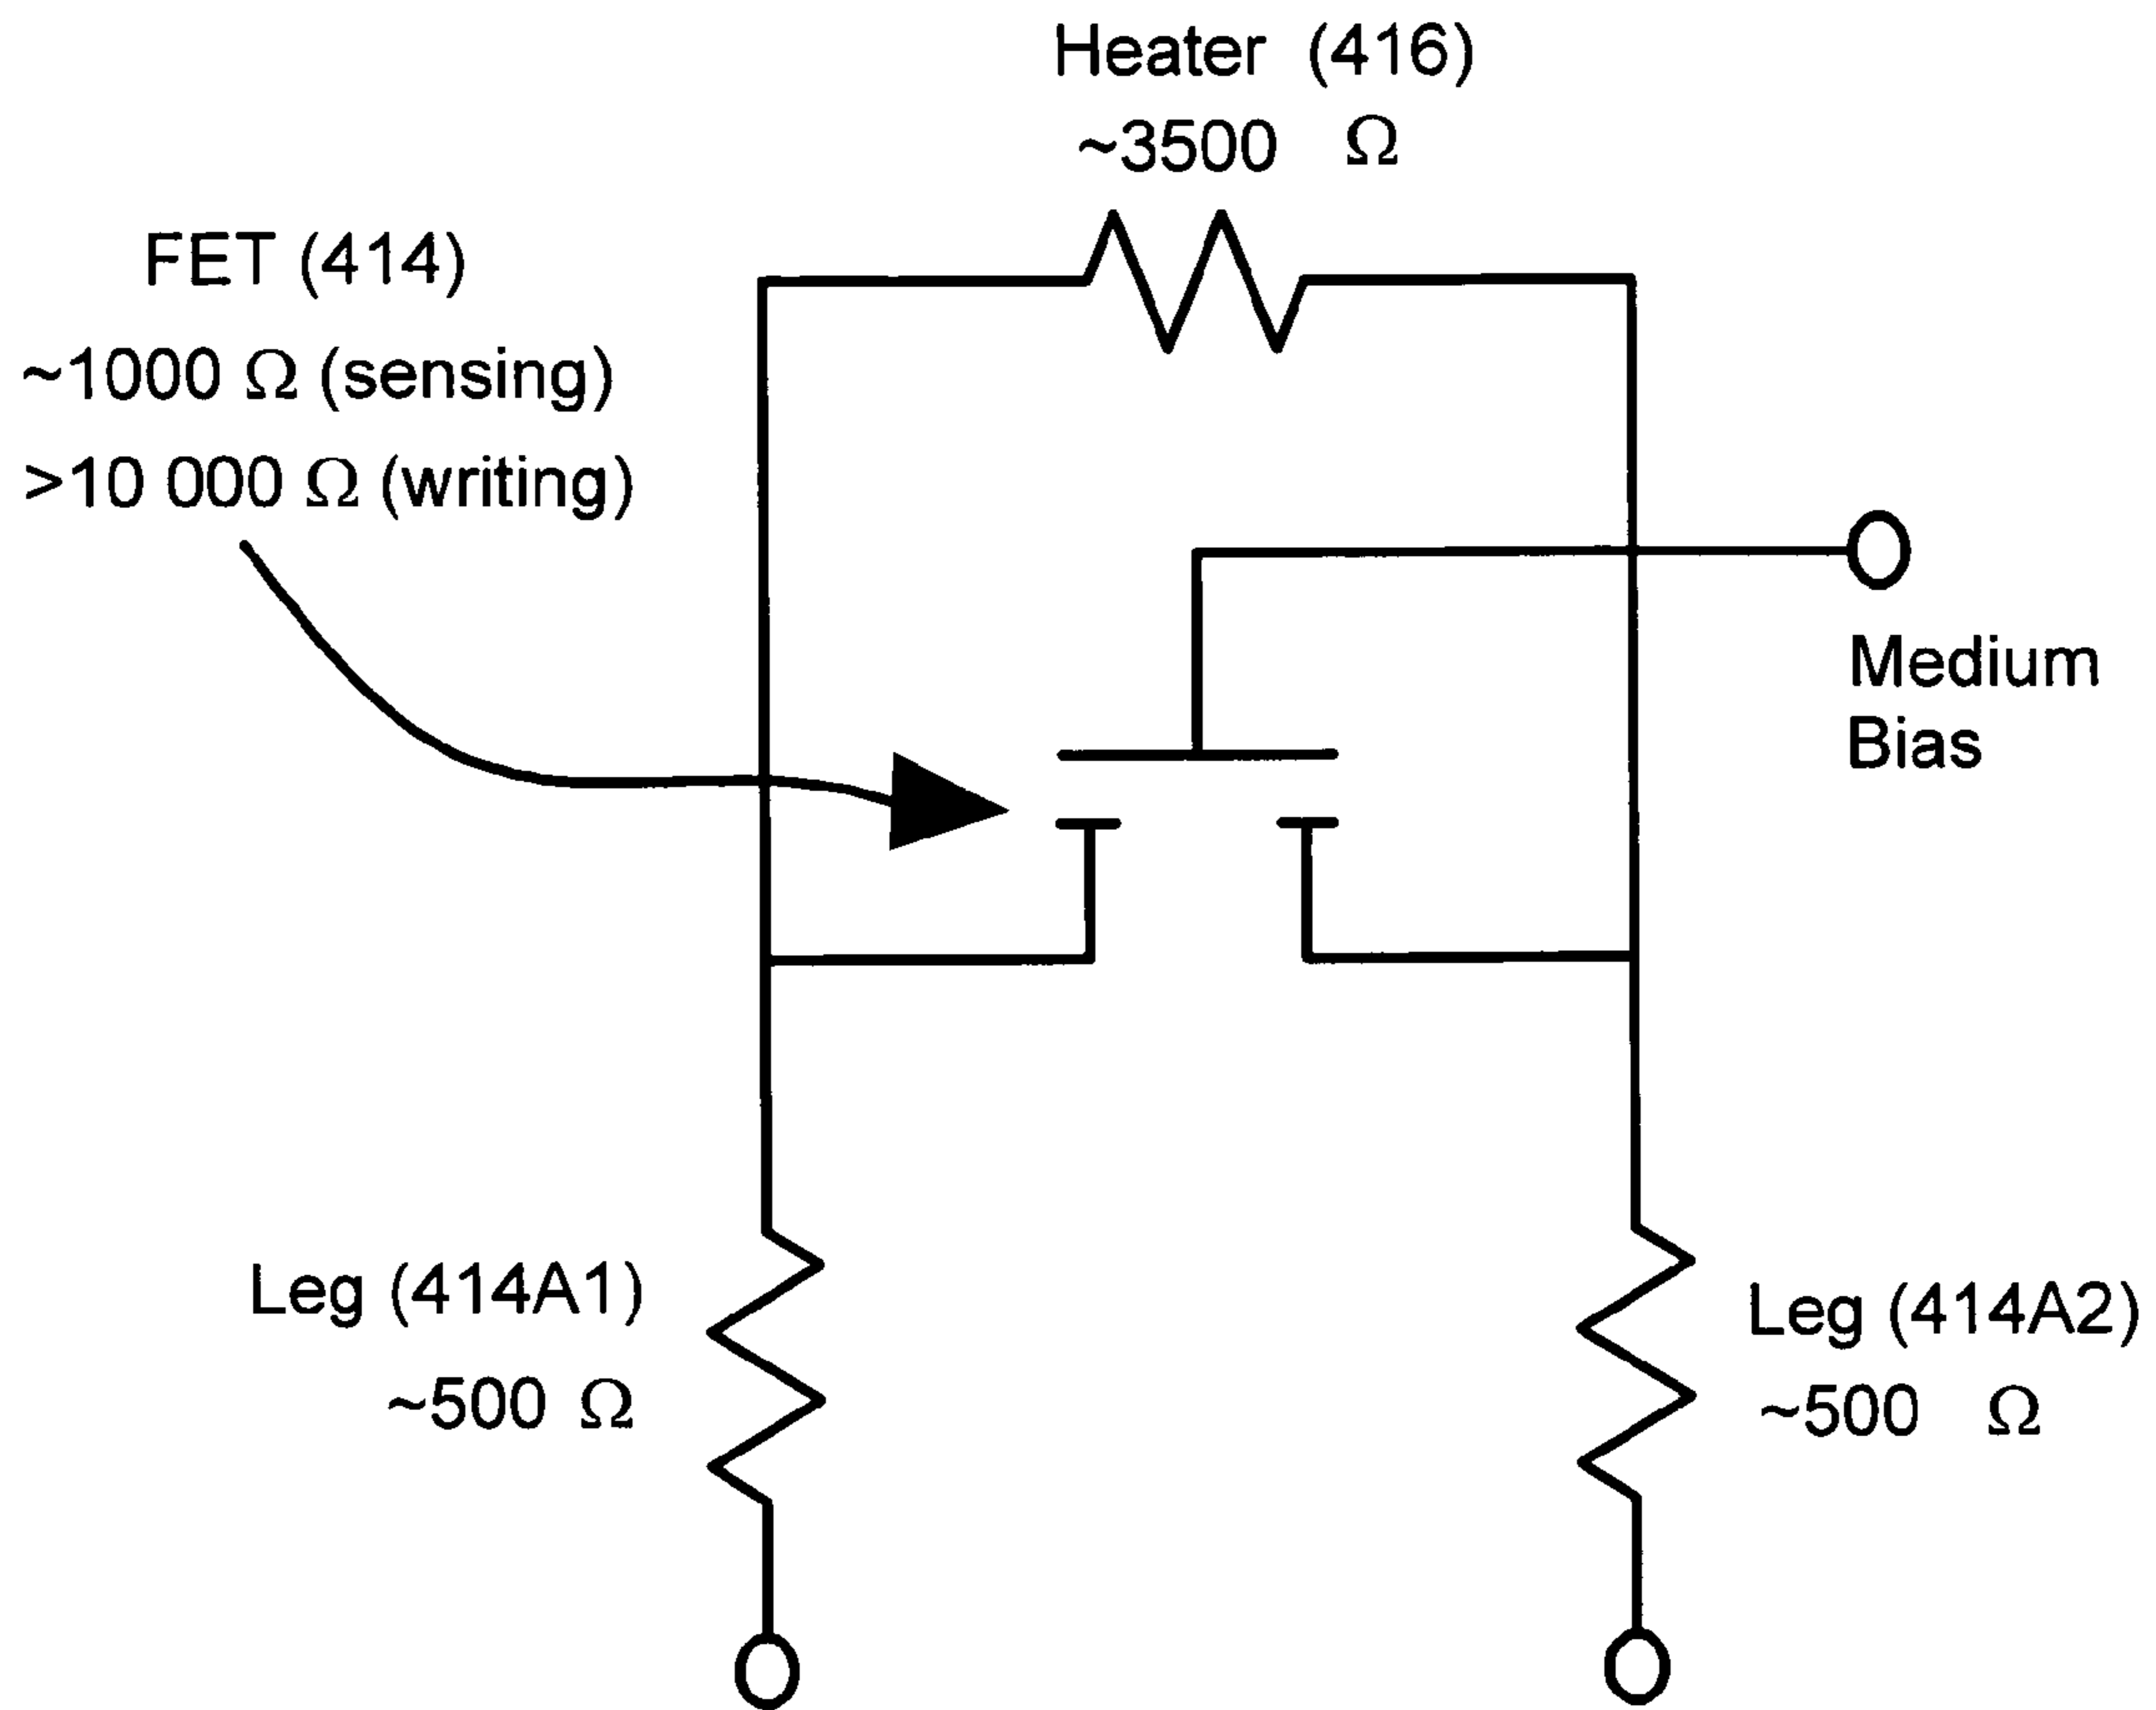 Heater (416)
~3500 Ω
FET (414)
~1000 Ω (sensing)
>10 000 Ω (writing)
Medium
Bias
Leg (414A1)
~500 Ω
Leg (414A2)
~500 Ω